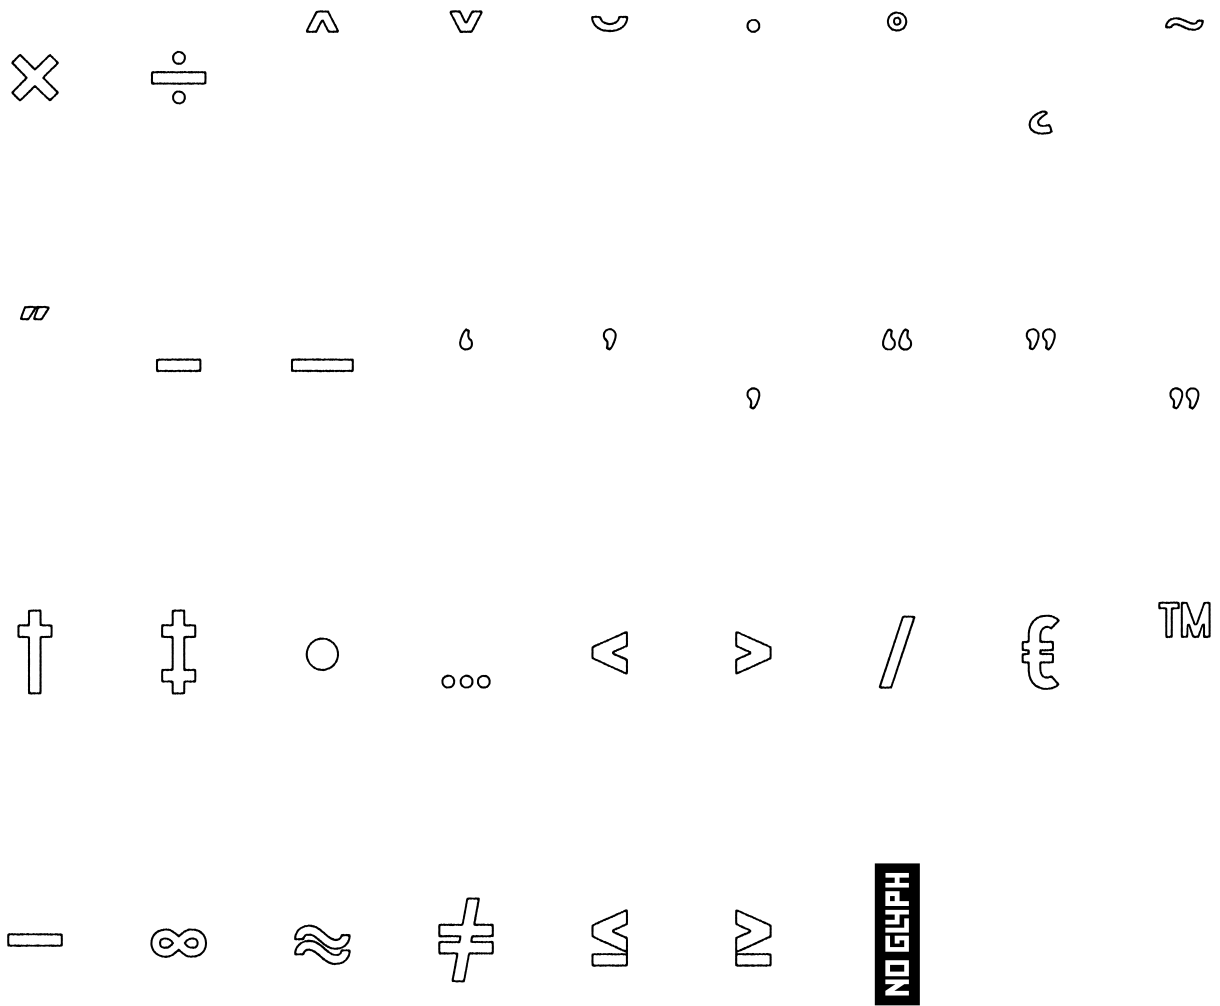 × ÷ ˆ ˇ ˘ ˙ ˚ ˛ ˜
˝ – — ‘ ’ ‚ “ ” „
† ‡ • … ‹ › ⁄ € ™
− ∞ ≈ ≠ ≤ ≥ NO GLYPH